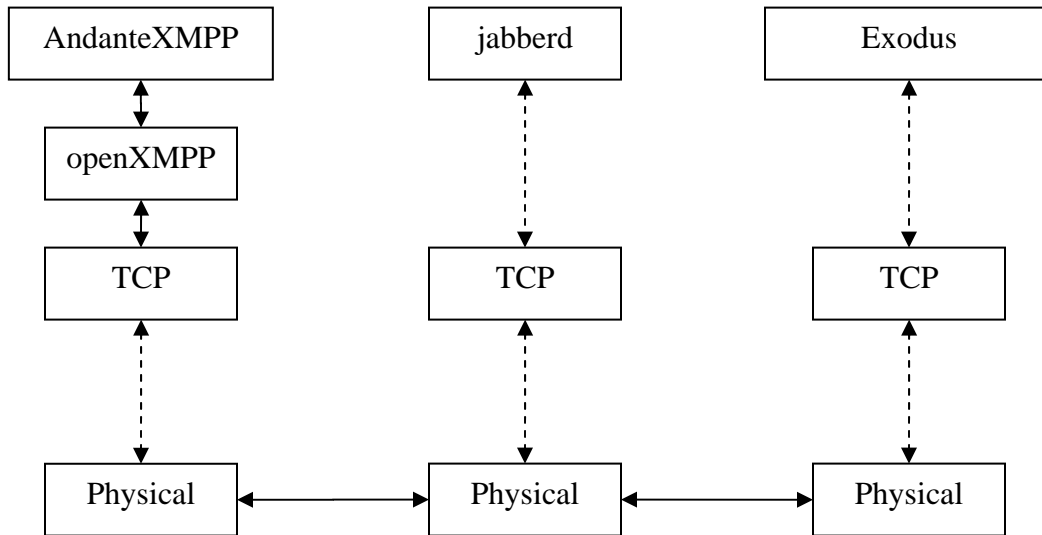 AndanteXMPP
jabberd
Exodus
openXMPP
TCP
TCP
TCP
Physical
Physical
Physical